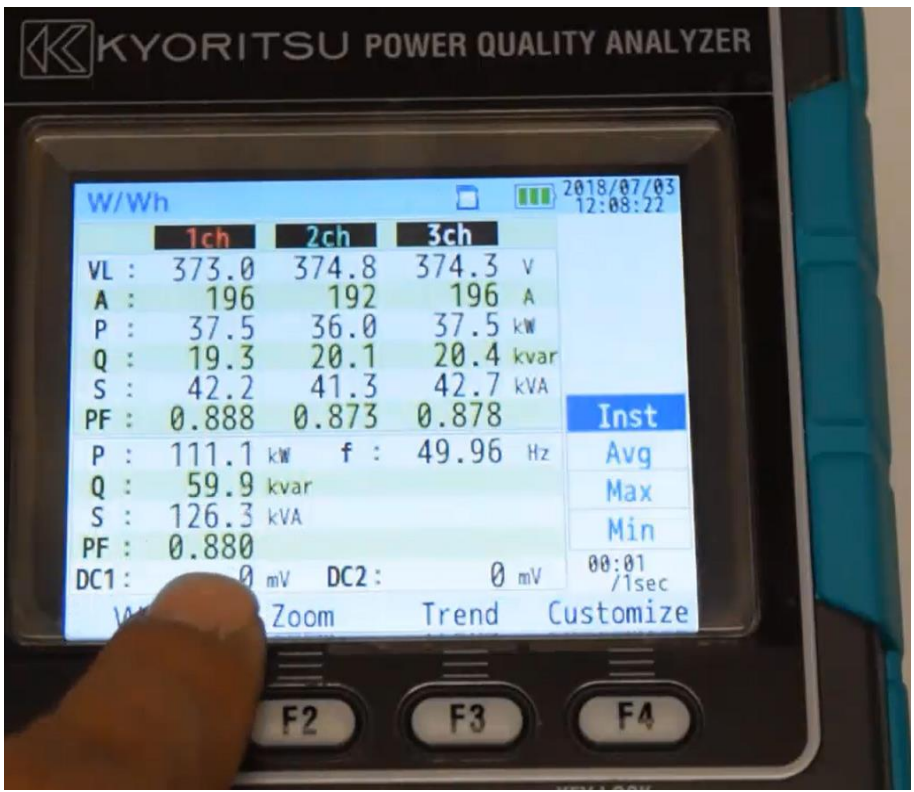 KYORITSU POWER QUALITY ANALYZER
W/Wh 2018/07/03
12:08:22
1ch 2ch 3ch
VL : 373.0 374.8 374.3 V
A : 196 192 196 A
P : 37.5 36.0 37.5 kW
Q : 19.3 20.1 20.4 kvar
S : 42.2 41.3 42.7 kVA
PF : 0.888 0.873 0.878 Inst
P : 111.1 kW f : 49.96 Hz Avg
Q : 59.9 kvar Max
S : 126.3 kVA Min
PF : 0.880
DC1 : 0 mV DC2 : 0 mV 00:01
/1sec
Zoom Trend Customize
F2 F3 F4